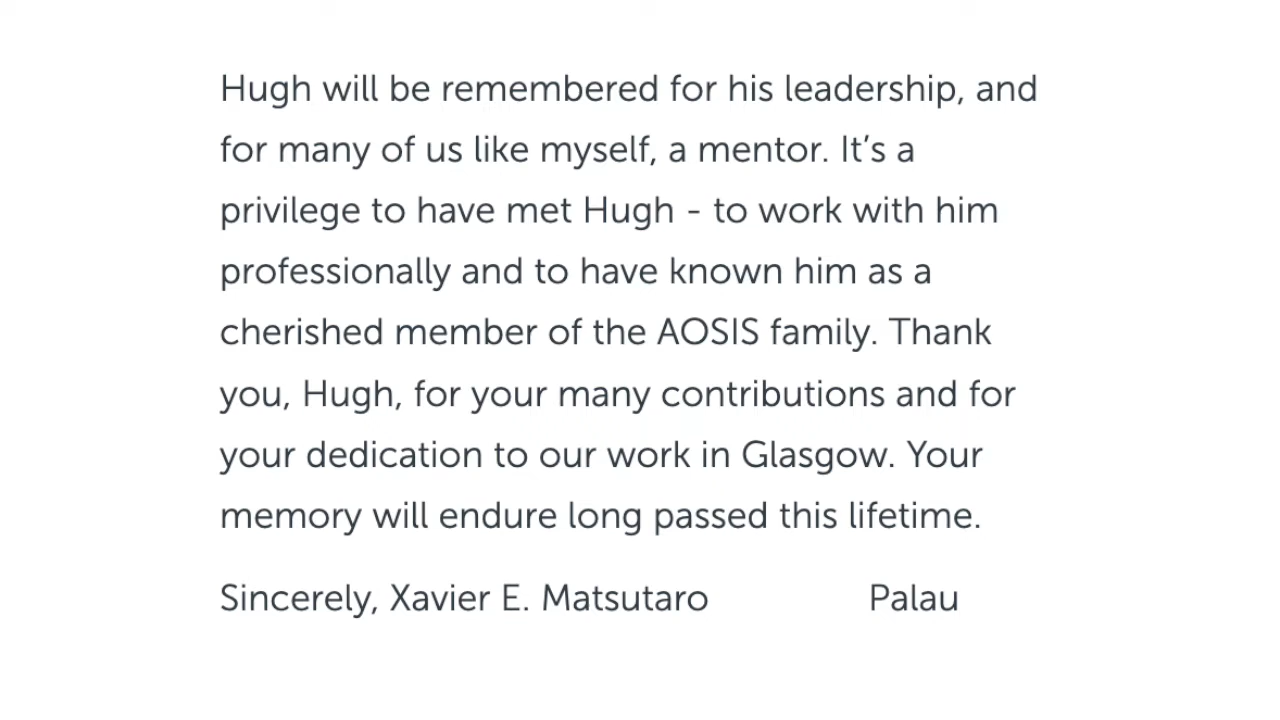 Hugh will be remembered for his leadership, and
for many of us like myself, a mentor. It’s a
privilege to have met Hugh - to work with him
professionally and to have known him as a
cherished member of the AOSIS family. Thank
you, Hugh, for your many contributions and for
your dedication to our work in Glasgow. Your
memory will endure long passed this lifetime.
Sincerely, Xavier E. Matsutaro Palau